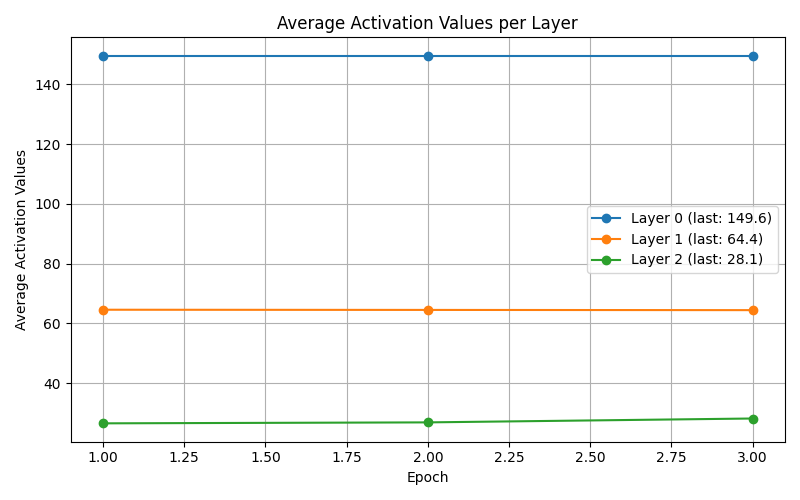 Average Activation Values per Layer
Average Activation Values
140
120
100
80
60
40
Layer 0 (last: 149.6)
Layer 1 (last: 64.4)
Layer 2 (last: 28.1)
1.00 1.25 1.50 1.75 2.00 2.25 2.50 2.75 3.00
Epoch